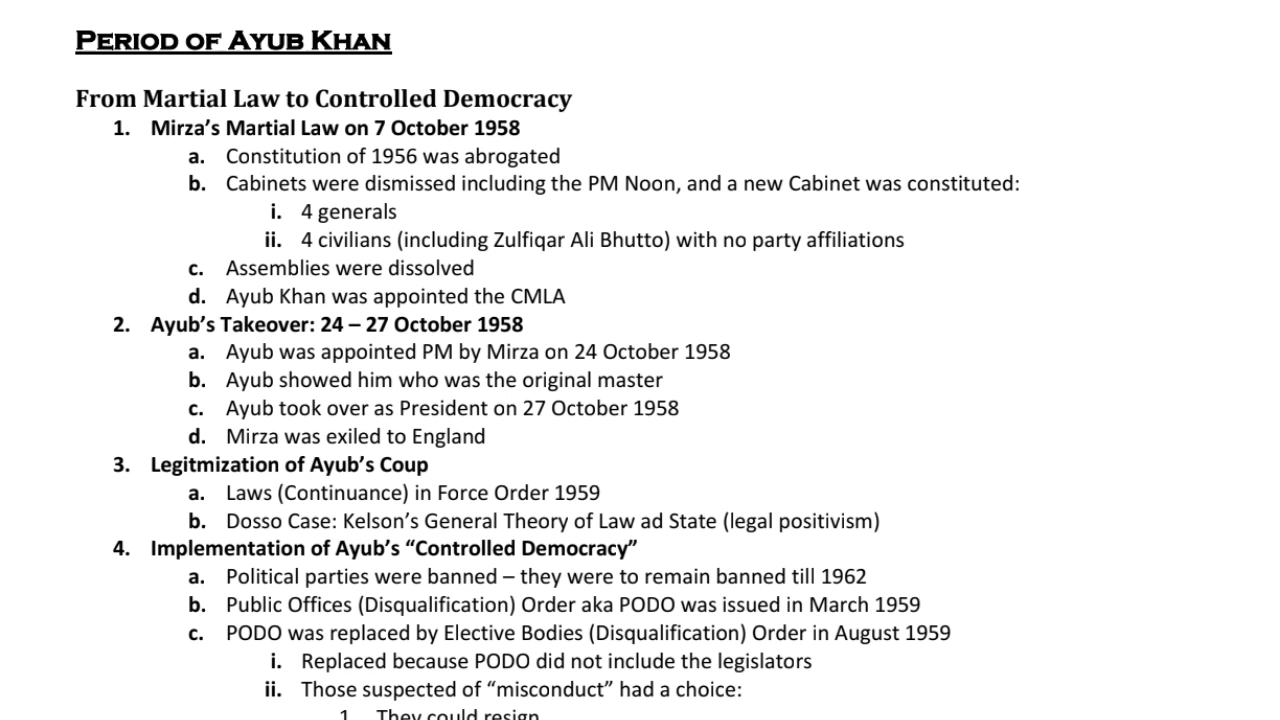 PERIOD OF AYUB KHAN
From Martial Law to Controlled Democracy
1. Mirza’s Martial Law on 7 October 1958
a. Constitution of 1956 was abrogated
b. Cabinets were dismissed including the PM Noon, and a new Cabinet was constituted:
i. 4 generals
ii. 4 civilians (including Zulfiqar Ali Bhutto) with no party affiliations
c. Assemblies were dissolved
d. Ayub Khan was appointed the CMLA
2. Ayub’s Takeover: 24 – 27 October 1958
a. Ayub was appointed PM by Mirza on 24 October 1958
b. Ayub showed him who was the original master
c. Ayub took over as President on 27 October 1958
d. Mirza was exiled to England
3. Legitmization of Ayub’s Coup
a. Laws (Continuance) in Force Order 1959
b. Dosso Case: Kelson’s General Theory of Law ad State (legal positivism)
4. Implementation of Ayub’s “Controlled Democracy”
a. Political parties were banned – they were to remain banned till 1962
b. Public Offices (Disqualification) Order aka PODO was issued in March 1959
c. PODO was replaced by Elective Bodies (Disqualification) Order in August 1959
i. Replaced because PODO did not include the legislators
ii. Those suspected of “misconduct” had a choice:
1. They could resign